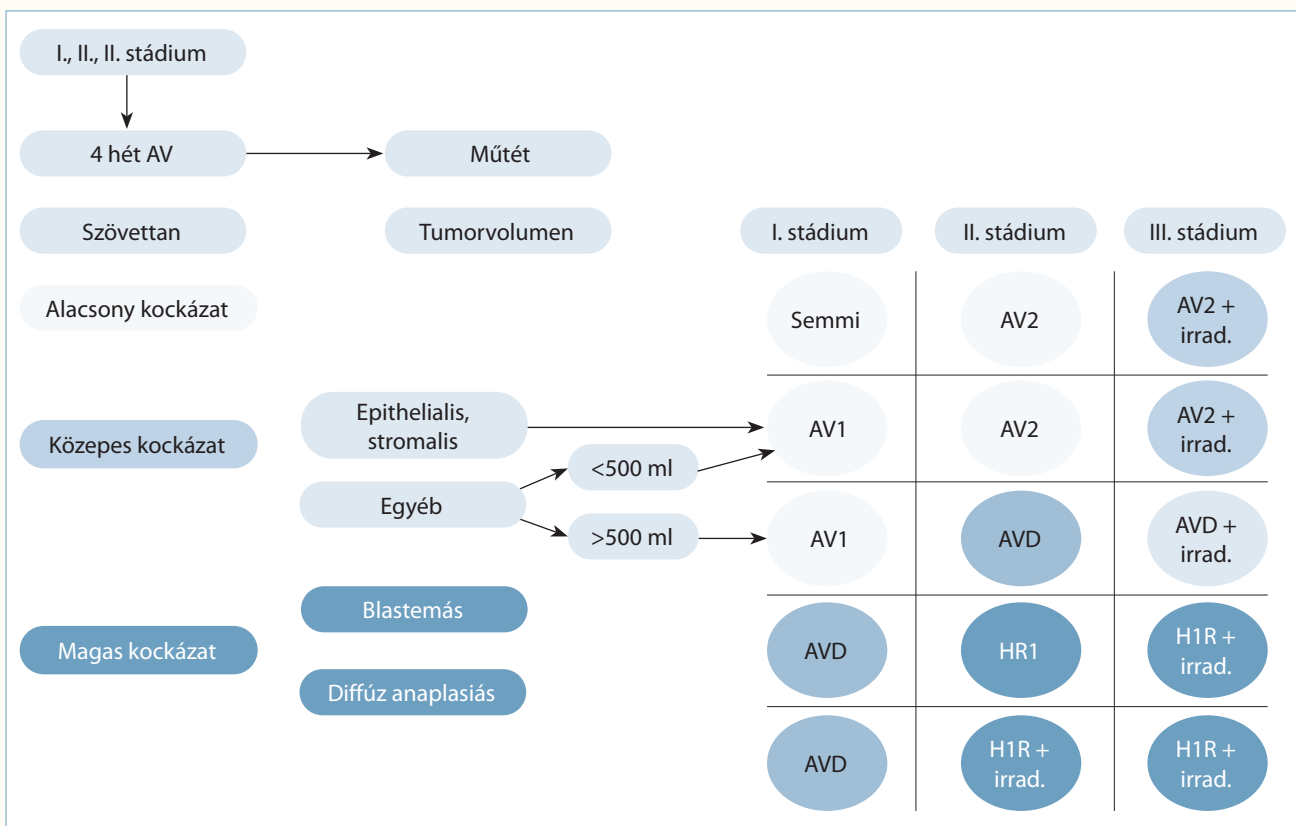 I., II., II. stádium
4 hét AV
Műtét
Szövettan
Tumorvolumen
I. stádium
II. stádium
III. stádium
Alacsony kockázat
Semmi
AV2
AV2 +
irrad.
Közepes kockázat
Epithelialis,
stromalis
AV1
AV2
AV2 +
irrad.
Egyéb
<500 ml
>500 ml
AV1
AVD
AVD +
irrad.
Magas kockázat
Blastemás
AVD
HR1
H1R +
irrad.
Diffúz anaplasiás
AVD
H1R +
irrad.
H1R +
irrad.